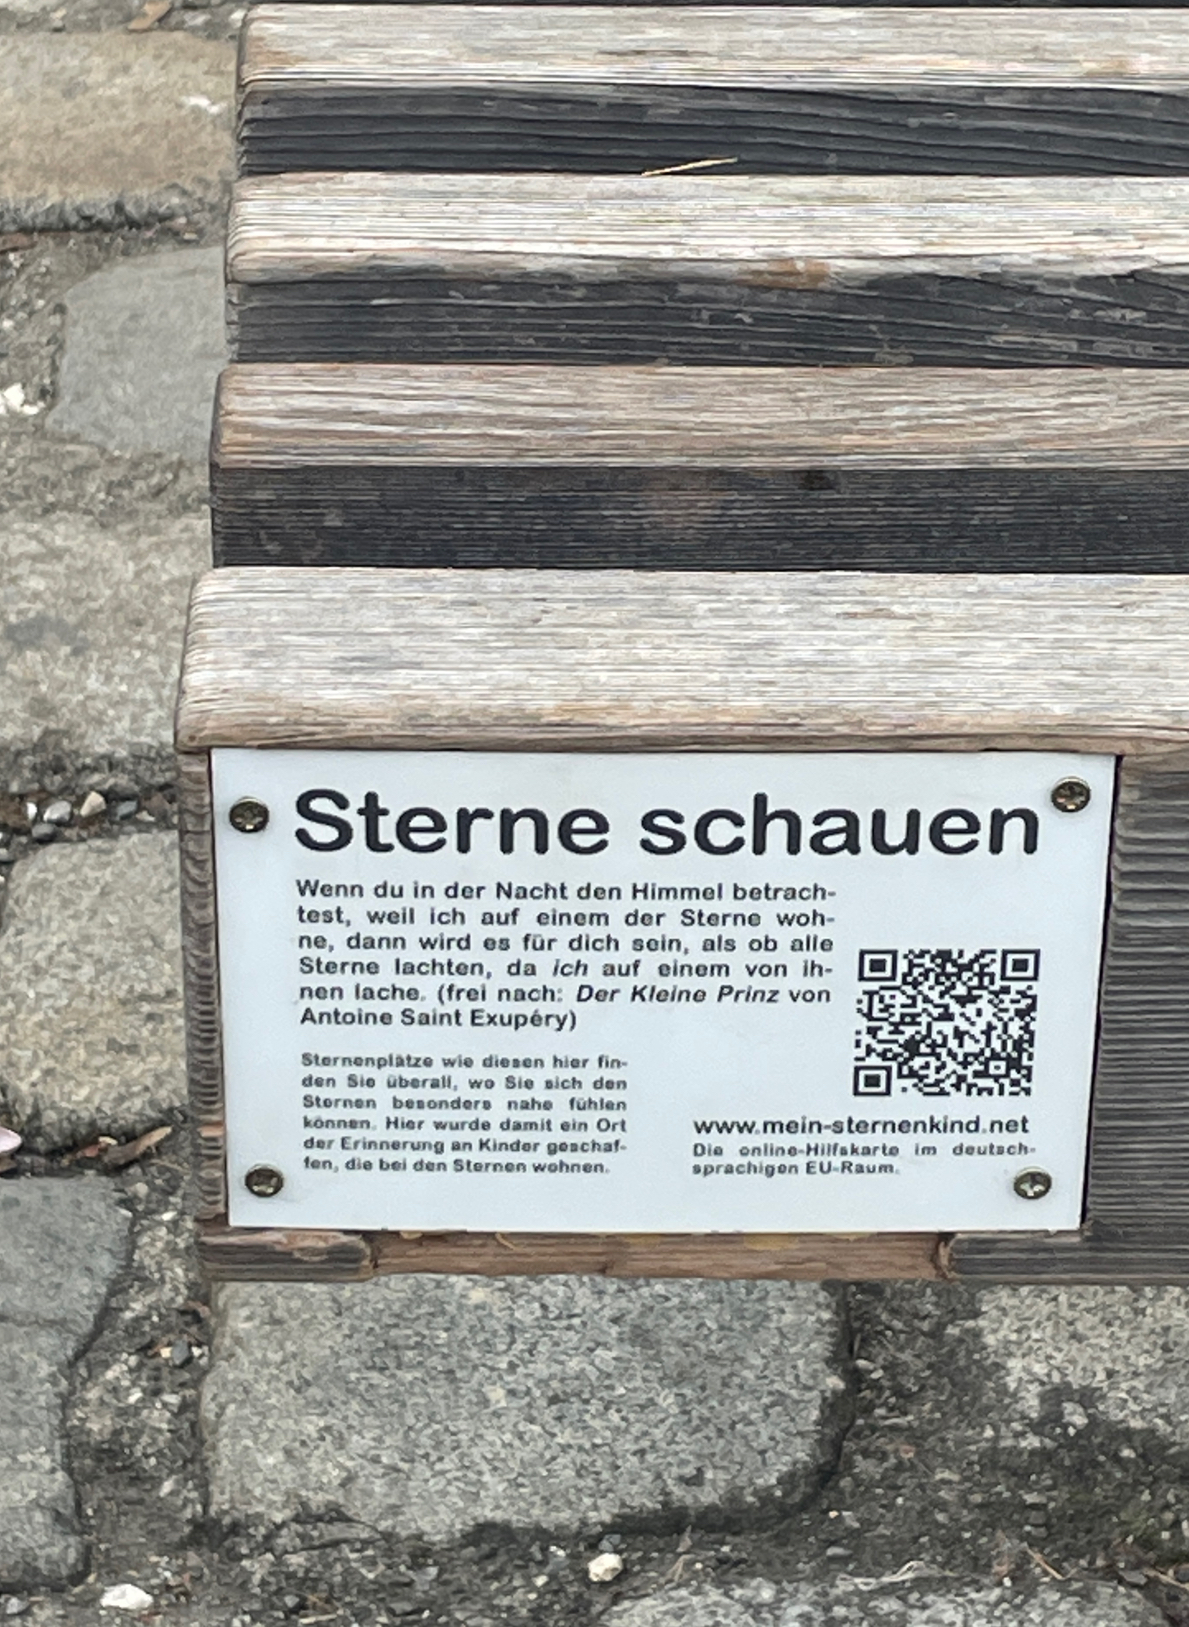 Sterne schauen
Wenn du in der Nacht den Himmel betrach-
test, weil ich auf einem der Sterne woh-
ne, dann wird es für dich sein, als ob alle
Sterne lachten, da ich auf einem von ih-
nen lache. (frei nach: Der Kleine Prinz von
Antoine Saint Exupéry)
Sternenplätze wie diesen hier fin-
den Sie überall, wo Sie sich den
Sternen besonders nahe fühlen
können. Hier wurde damit ein Ort
der Erinnerung an Kinder geschaf-
fen, die bei den Sternen wohnen.
www.mein-sternenkind.net
Die online-Hilfskarte im deutsch-
sprachigen EU-Raum.